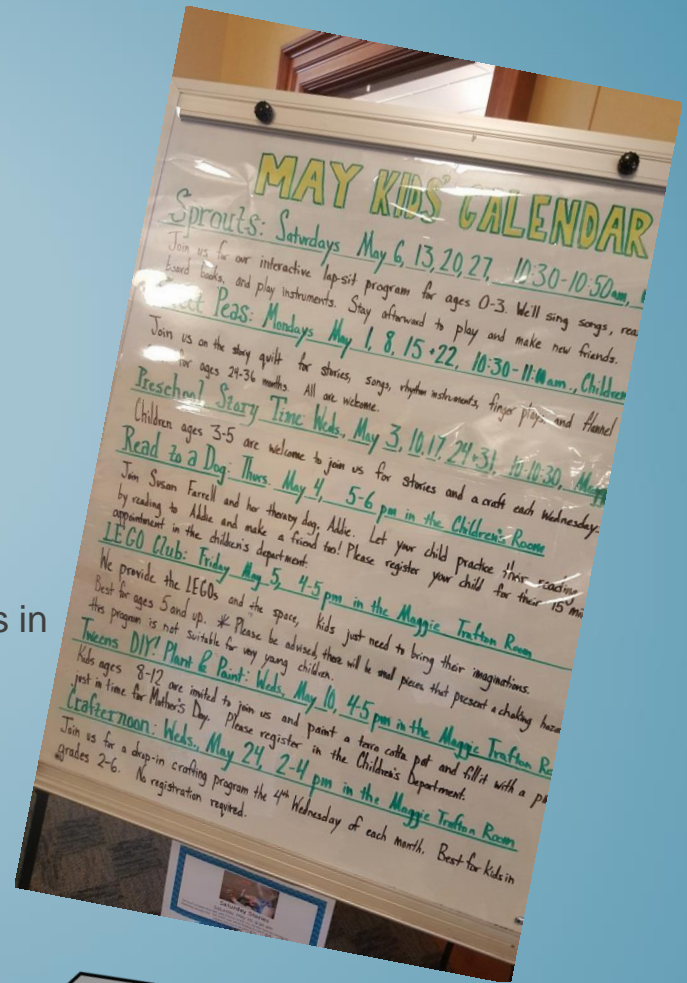 MAY KIDS' CALENDAR
Sprouts: Saturdays May 6, 13, 20, 27, 10:30-10:50am,
Join us for our interactive lap-sit program for ages 0-3. We'll sing songs,
board books, and play instruments. Stay afterward to play and make new friends.
Peas: Mondays May 1, 8, 15 + 22, 10:30-11:10am., Children
Join us on the story quilt for stories, songs, rhythm instruments, finger plays and flannel
for ages 24-36 months. All are welcome.
Preschool Story Time: Weds., May 3, 10, 17, 24 + 31, 10-10:30,
Children ages 3-5 are welcome to join us for stories and a craft each Wednesday.
Read to a Dog: Thurs. May 4, 5-6 pm in the Children's Room
Join Susan Farrell and her therapy dog, Addie. Let your child practice their reading
by reading to Addie and make a friend too! Please register your child for their 15
appointment in the children's department.
LEGO Club: Friday May 5, 4-5 pm in the Maggie Trafton Room
We provide the LEGOs and the space, kids just need to bring their imaginations.
Best for ages 5 and up. * Please be advised, there will be small pieces that present a choking
this program is not suitable for very young children.
Tweens DIY! Plant & Paint: Weds, May 10, 4-5 pm in the Maggie Trafton
Kids ages 8-12 are invited to join us and paint a terra cotta pot and fill it with a
just in time for Mother's Day. Please register in the Children's Department.
Crafternoon: Weds., May 24, 2-4 pm in the Maggie Trafton Room
Join us for a drop-in crafting program the 4th Wednesday of each month. Best for kids in
grades 2-6. No registration required.
Saturday Stories
s in